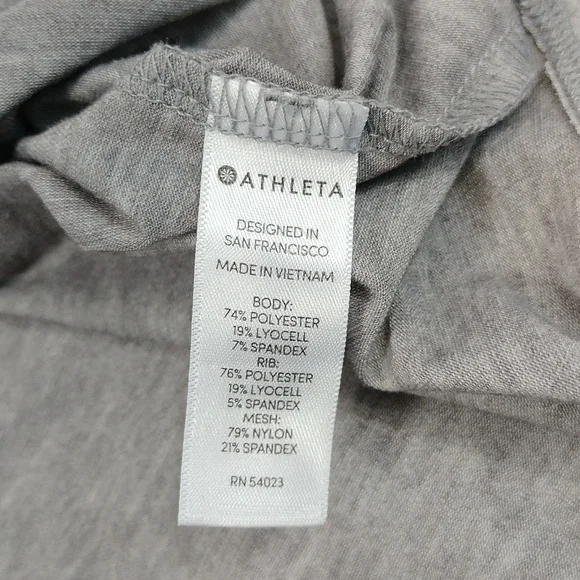 ATHLETA
DESIGNED IN
SAN FRANCISCO
MADE IN VIETNAM
BODY:
74% POLYESTER
19% LYOCELL
7% SPANDEX
RIB:
76% POLYESTER
19% LYOCELL
5% SPANDEX
MESH:
79% NYLON
21% SPANDEX
RN 54023